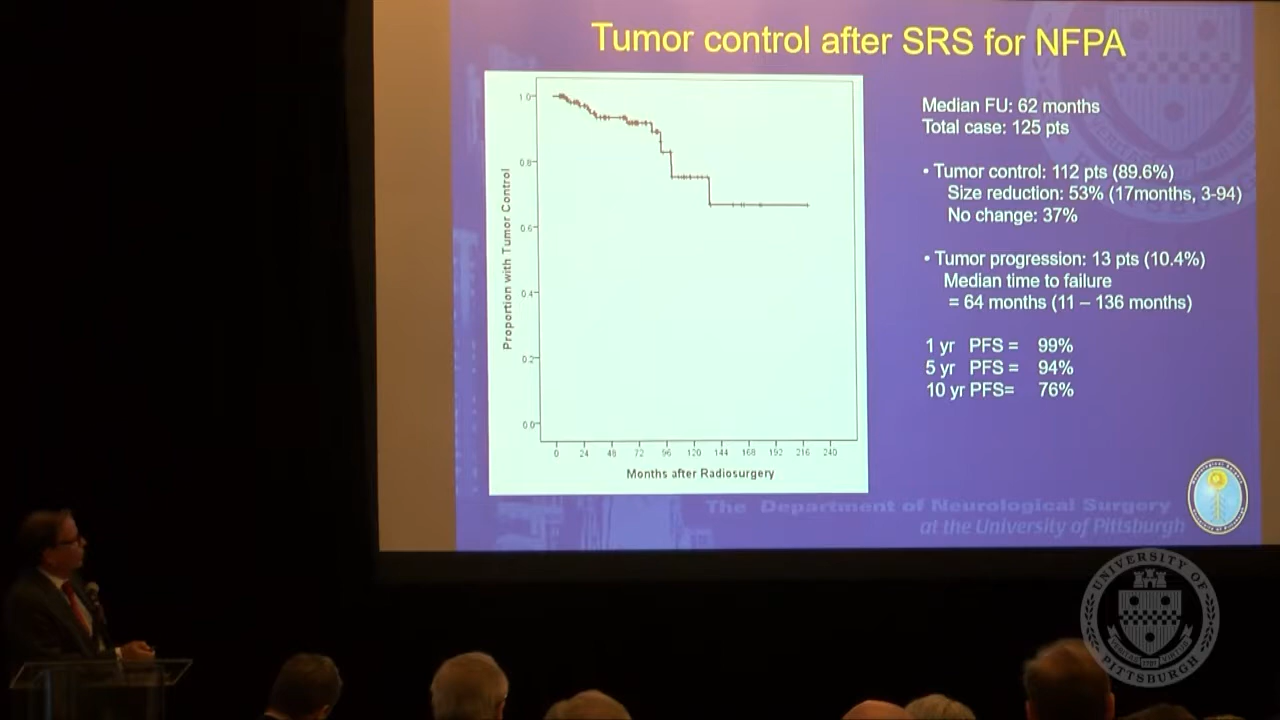 Tumor control after SRS for NFPA
Proportion with Tumor Control
1.0
0.8
0.6
0.4
0.2
0.0
0 24 48 72 96 120 144 168 192 216 240
Months after Radiosurgery
Median FU: 62 months
Total case: 125 pts
• Tumor control: 112 pts (89.6%)
Size reduction: 53% (17months, 3-94)
No change: 37%
• Tumor progression: 13 pts (10.4%)
Median time to failure
= 64 months (11 – 136 months)
1 yr PFS = 99%
5 yr PFS = 94%
10 yr PFS= 76%
The Department of Neurological Surgery
at the University of Pittsburgh
UNIVERSITY OF
PITTSBURGH